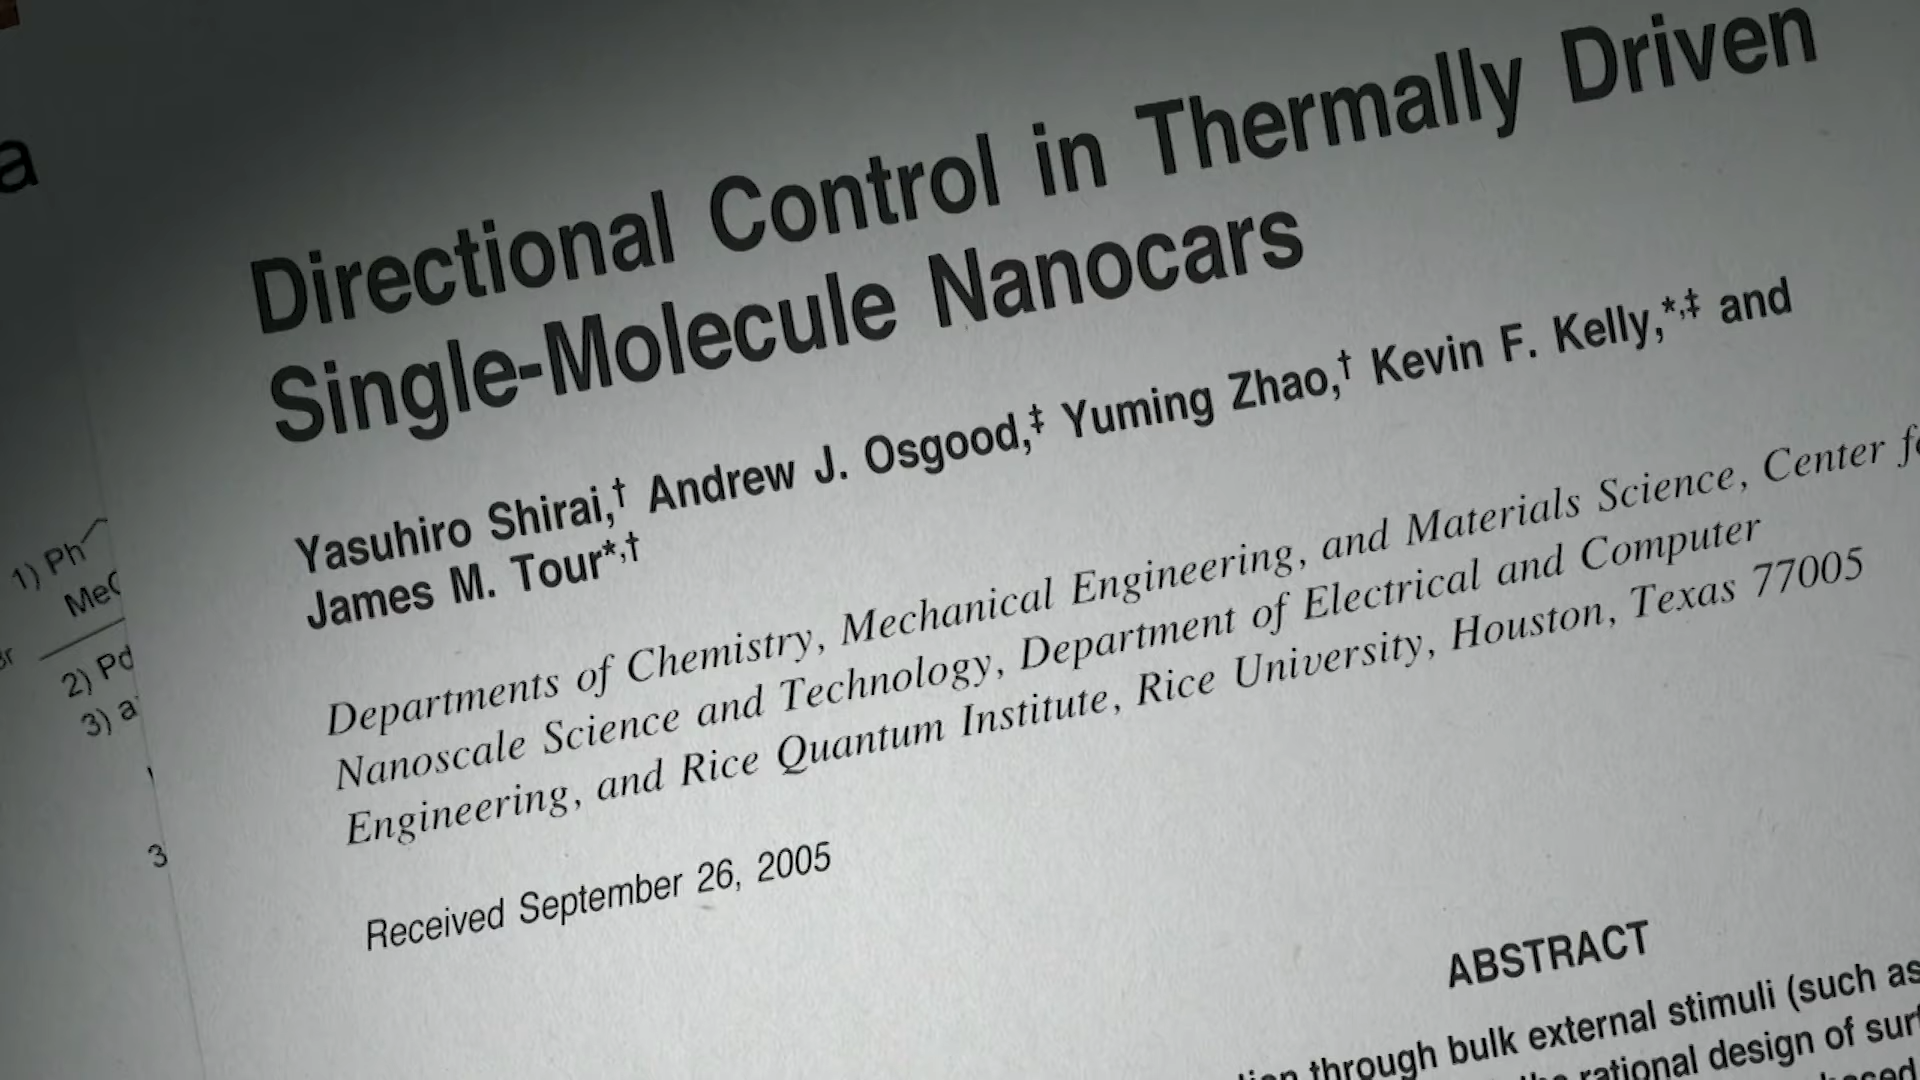 a
Directional Control in Thermally Driven
Single-Molecule Nanocars
Yasuhiro Shirai,† Andrew J. Osgood,‡ Yuming Zhao,† Kevin F. Kelly,*,‡ and
James M. Tour*,†
Departments of Chemistry, Mechanical Engineering, and Materials Science, Center
Nanoscale Science and Technology, Department of Electrical and Computer
Engineering, and Rice Quantum Institute, Rice University, Houston, Texas 77005
Received September 26, 2005
ABSTRACT
through bulk external stimuli (such as
rational design of
1) Ph
Me
2) Pd
3) a
3